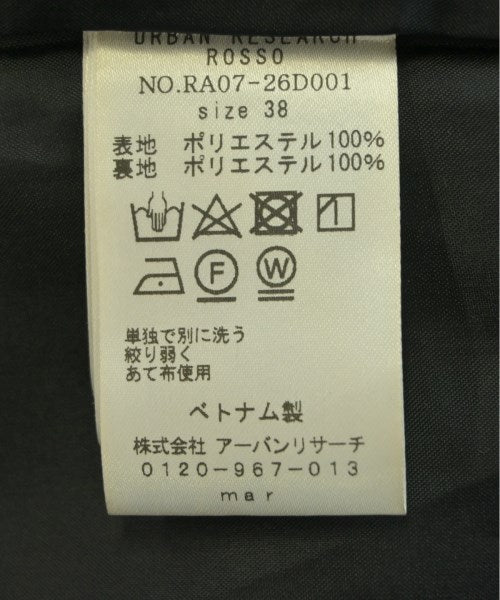 URBAN RESEARCH
ROSSO
NO.RA07-26D001
size 38
表地 ポリエステル100%
裏地 ポリエステル100%
F W
単独で別に洗う
絞り弱く
あて布使用
ベトナム製
株式会社 アーバンリサーチ
0120-967-013
mar